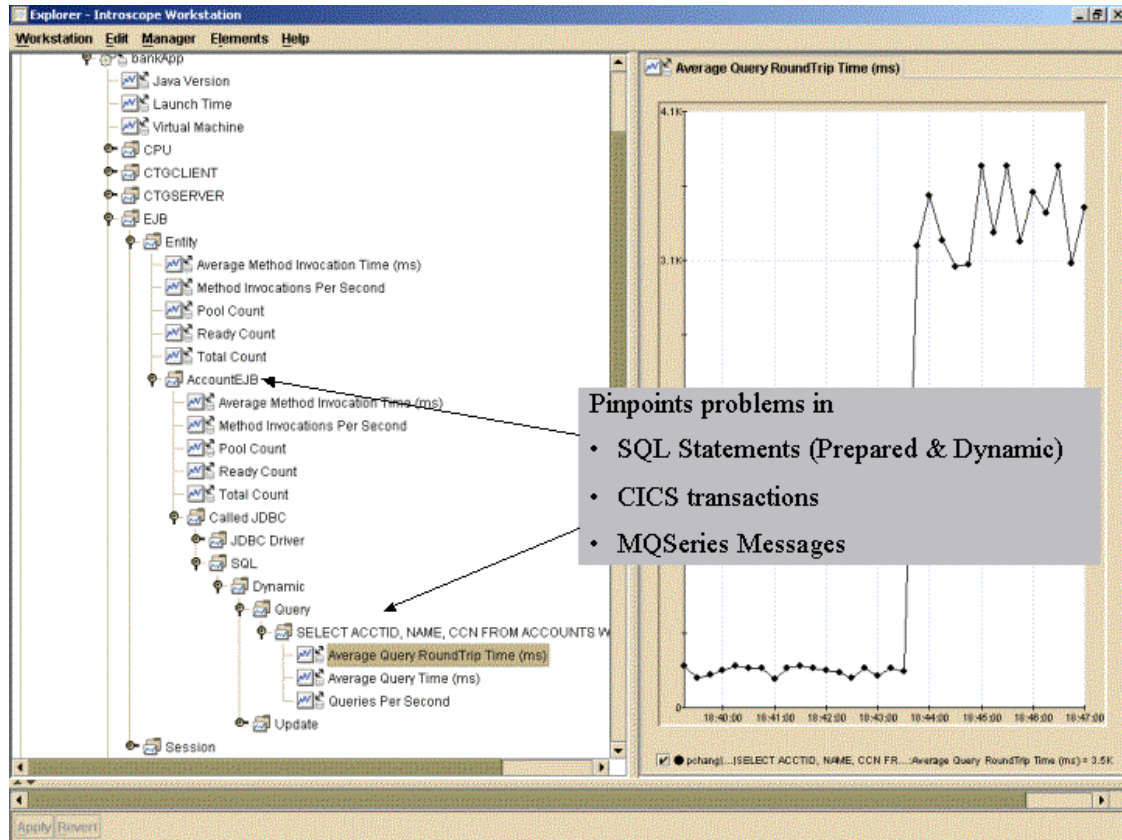 Explorer - Introscope Workstation
Workstation Edit Manager Elements Help
bankApp
Java Version
Launch Time
Virtual Machine
CPU
CTGCLIENT
CTGSERVER
EJB
Entity
Average Method Invocation Time (ms)
Method Invocations Per Second
Pool Count
Ready Count
Total Count
AccountEJB
Average Method Invocation Time (ms)
Method Invocations Per Second
Pool Count
Ready Count
Total Count
Called JDBC
JDBC Driver
SQL
Dynamic
Query
SELECT ACCTID, NAME, CCN FROM ACCOUNTS W
Average Query RoundTrip Time (ms)
Average Query Time (ms)
Queries Per Second
Update
Session
Average Query RoundTrip Time (ms)
4.1K
3.1K
0
18:40:00 18:41:00 18:42:00 18:43:00 18:44:00 18:45:00 18:46:00 18:47:00
pchang|...|SELECT ACCTID, NAME, CCN FR...:Average Query RoundTrip Time (ms) = 3.5K
Pinpoints problems in
• SQL Statements (Prepared & Dynamic)
• CICS transactions
• MQSeries Messages
Apply Revert